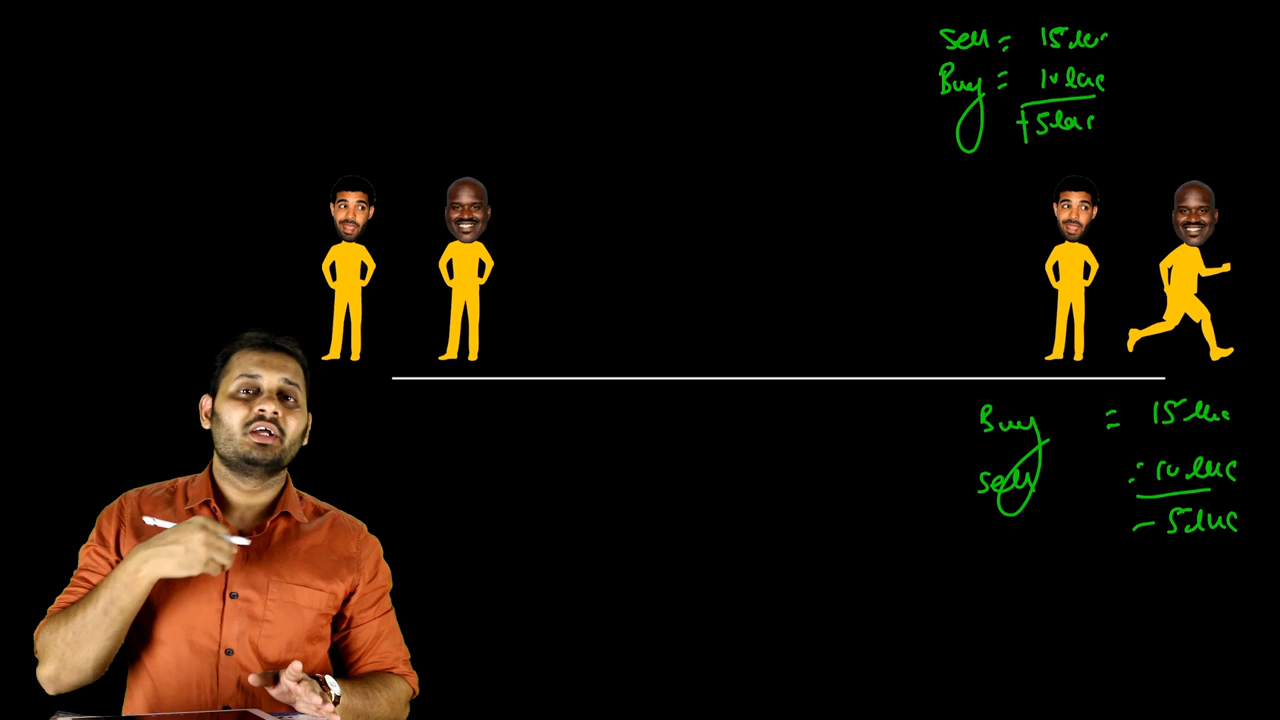 Sell = 15 lac
Buy = 10 lac
+5 lac
Buy = 15 lac
Sell = 10 lac
- 5 lac